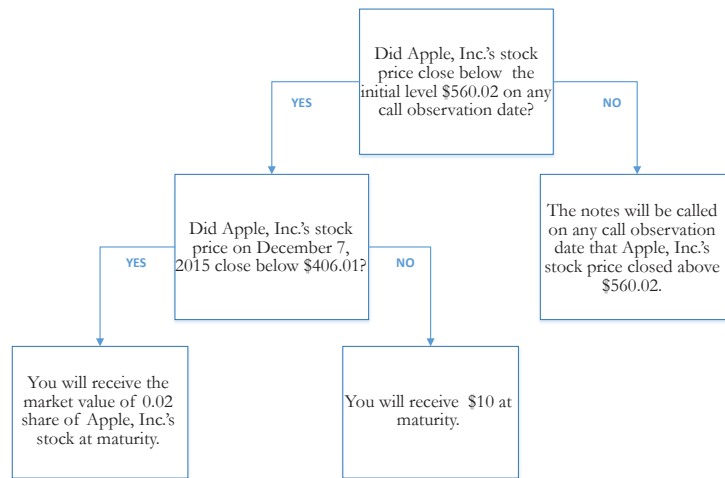 Did Apple, Inc.'s stock
price close below the
initial level $560.02 on any
call observation date?
YES
NO
Did Apple, Inc.'s stock
price on December 7,
2015 close below $406.01?
The notes will be called
on any call observation
date that Apple, Inc.'s
stock price closed above
$560.02.
YES
NO
You will receive the
market value of 0.02
share of Apple, Inc.'s
stock at maturity.
You will receive $10 at
maturity.